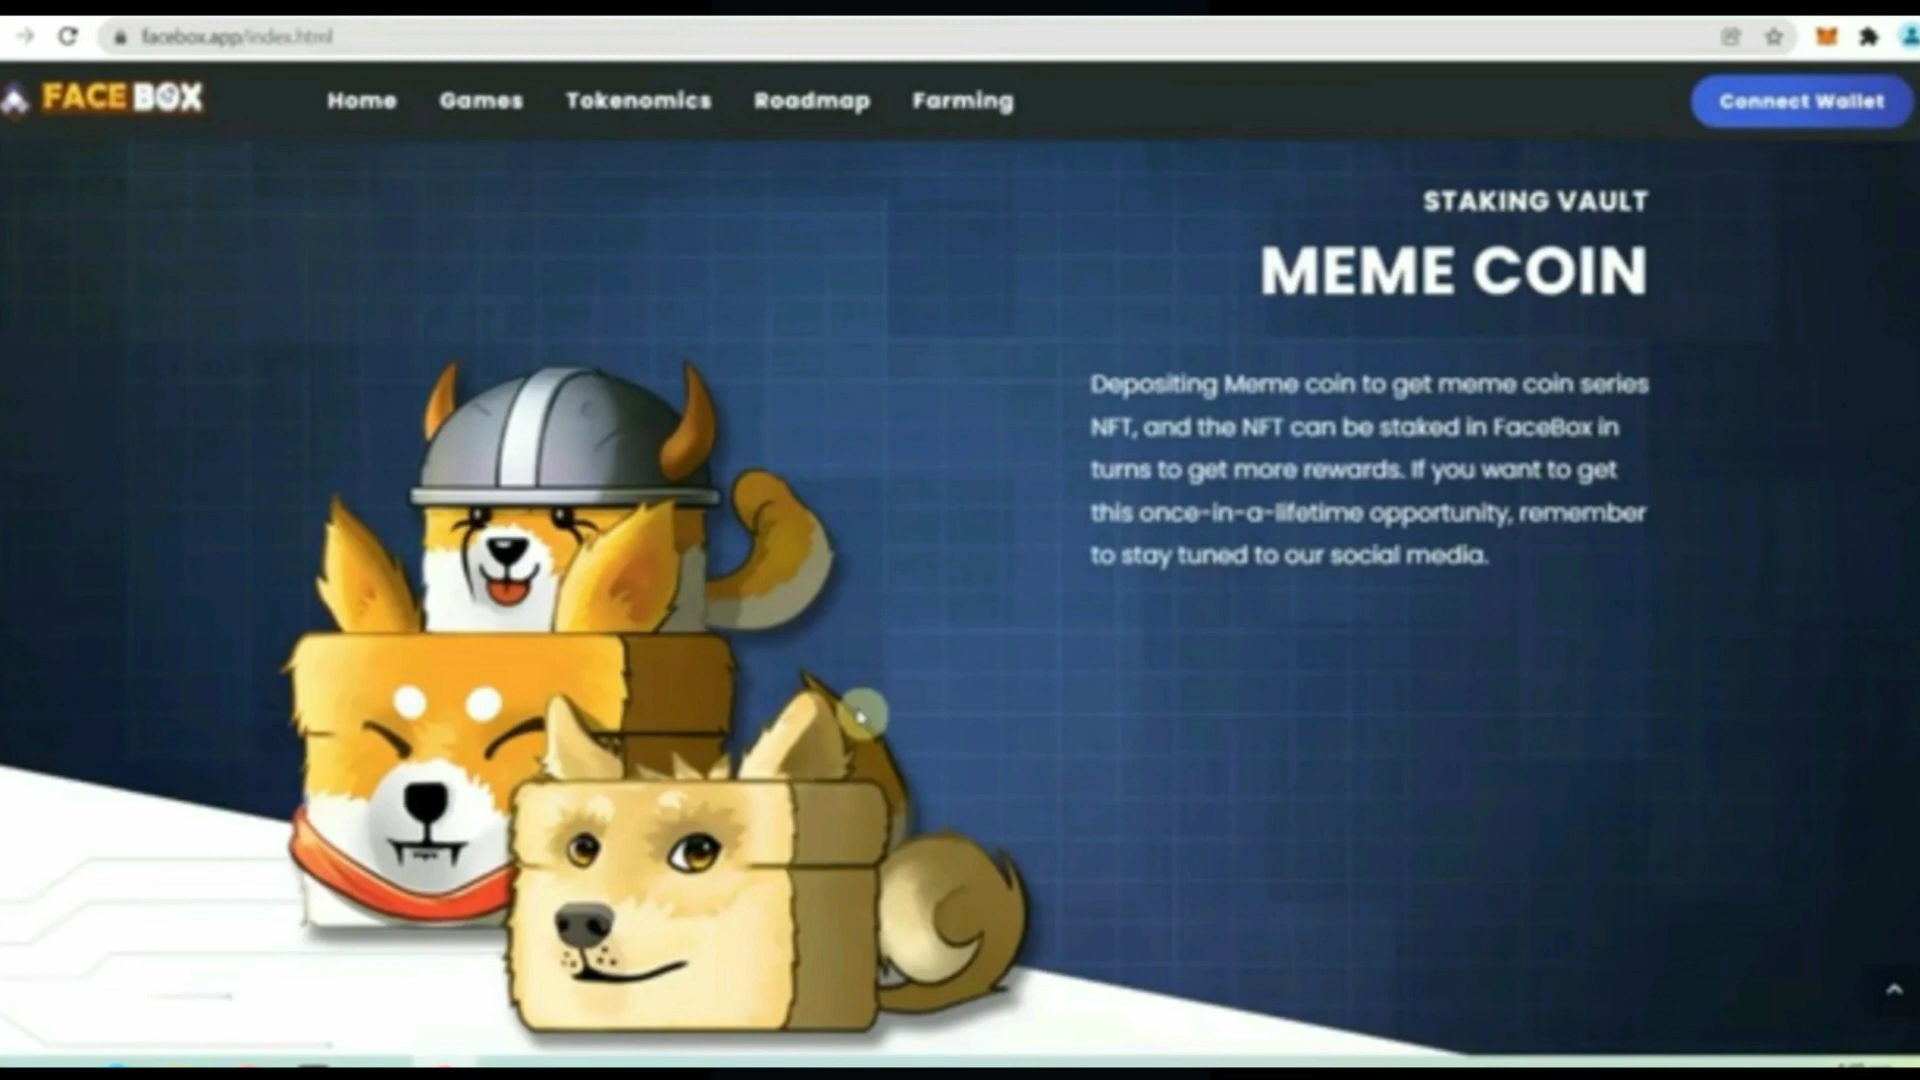 facebox.app/index.html
FACE BOX
Home
Games
Tokenomics
Roadmap
Farming
Connect Wallet
STAKING VAULT
MEME COIN
Depositing Meme coin to get meme coin series
NFT, and the NFT can be staked in FaceBox in
turns to get more rewards. If you want to get
this once-in-a-lifetime opportunity, remember
to stay tuned to our social media.